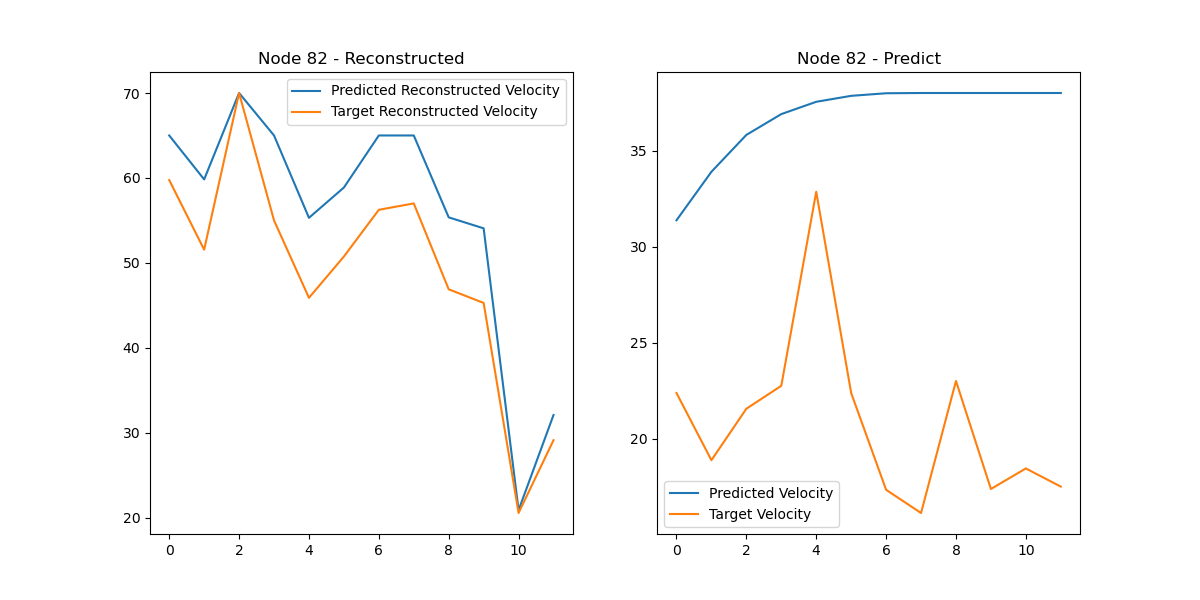 Node 82 - Reconstructed
Predicted Reconstructed Velocity
Target Reconstructed Velocity
70
60
50
40
30
20
0 2 4 6 8 10
Node 82 - Predict
35
30
25
20
Predicted Velocity
Target Velocity
0 2 4 6 8 10